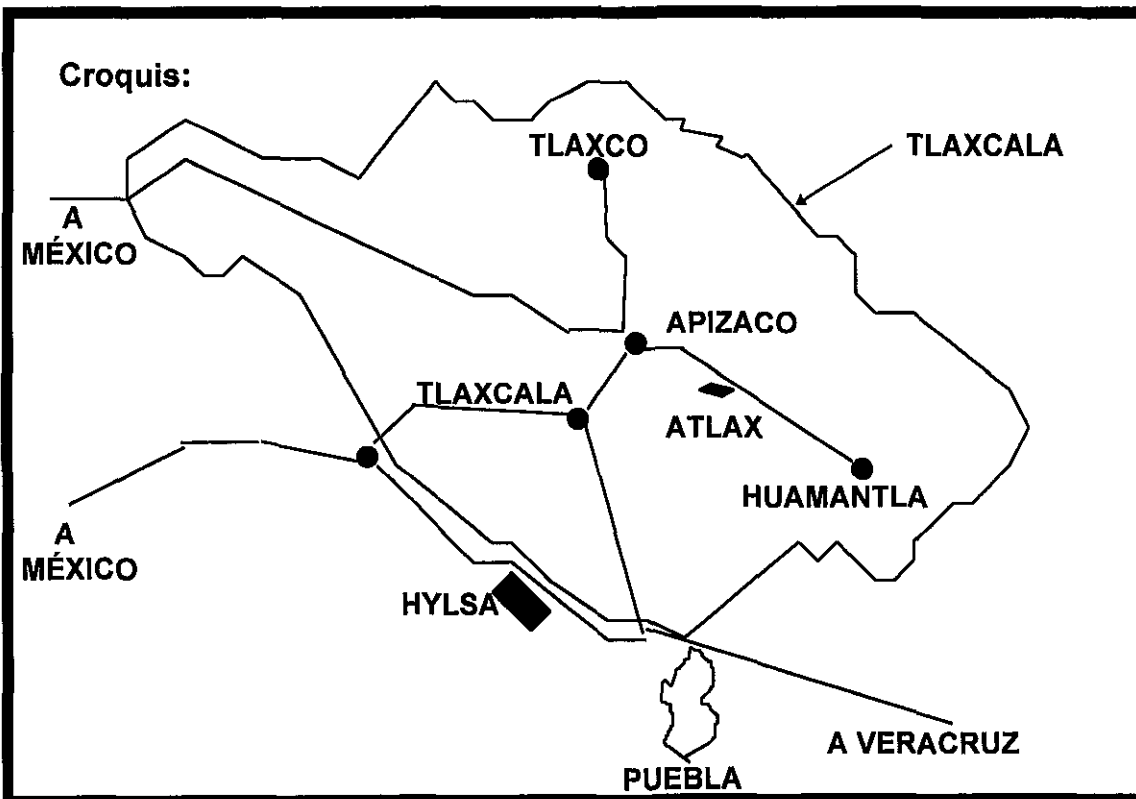 Croquis:
TLAXCO
TLAXCALA
A
MÉXICO
APIZACO
TLAXCALA
ATLAX
HUAMANTLA
A
MÉXICO
HYLSA
A VERACRUZ
PUEBLA